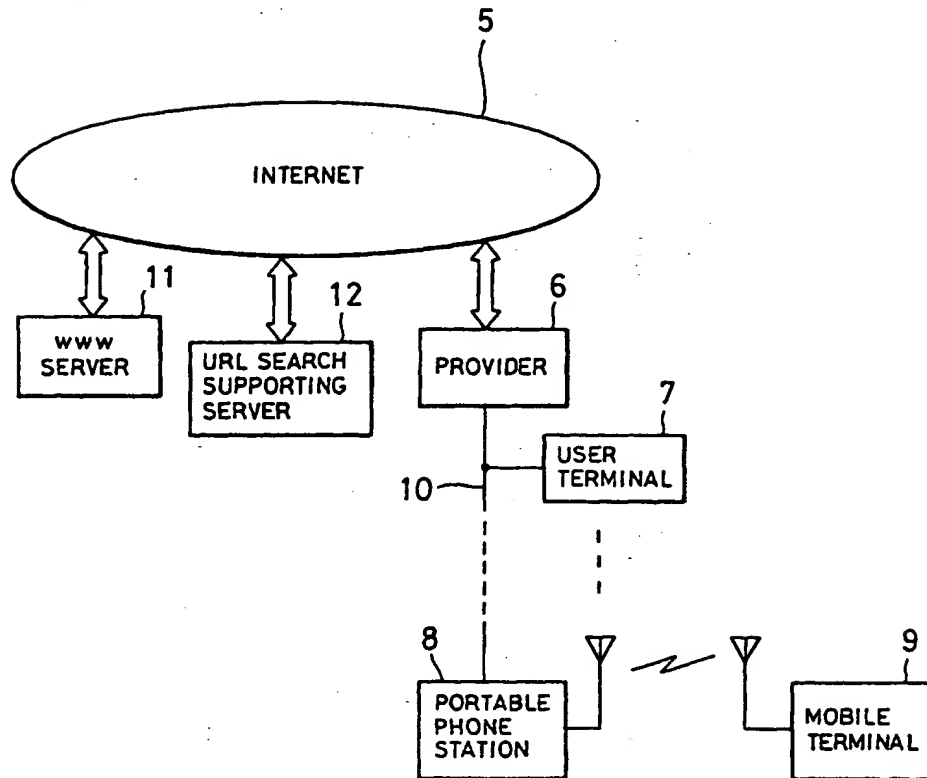 5
INTERNET
11
WWW
SERVER
12
URL SEARCH
SUPPORTING
SERVER
6
PROVIDER
7
USER
TERMINAL
10
8
PORTABLE
PHONE
STATION
9
MOBILE
TERMINAL